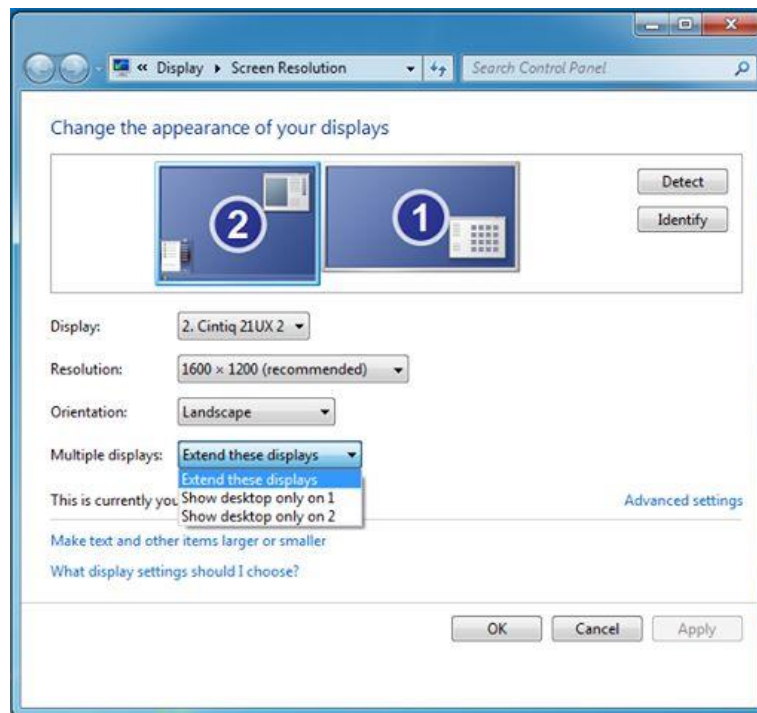 « Display ▸ Screen Resolution
Search Control Panel
Change the appearance of your displays
2
1
Detect
Identify
Display: 2. Cintiq 21UX 2
Resolution: 1600 × 1200 (recommended)
Orientation: Landscape
Multiple displays: Extend these displays
Extend these displays
This is currently you
Show desktop only on 1
Advanced settings
Show desktop only on 2
Make text and other items larger or smaller
What display settings should I choose?
OK
Cancel
Apply